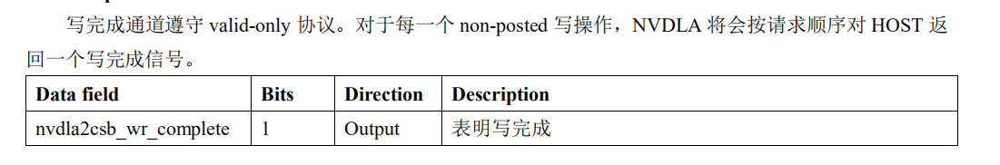 写完成通道遵守 valid-only 协议。对于每一个 non-posted 写操作，NVDLA 将会按请求顺序对 HOST 返
回一个写完成信号。
Data field Bits Direction Description
nvdla2csb_wr_complete 1 Output 表明写完成